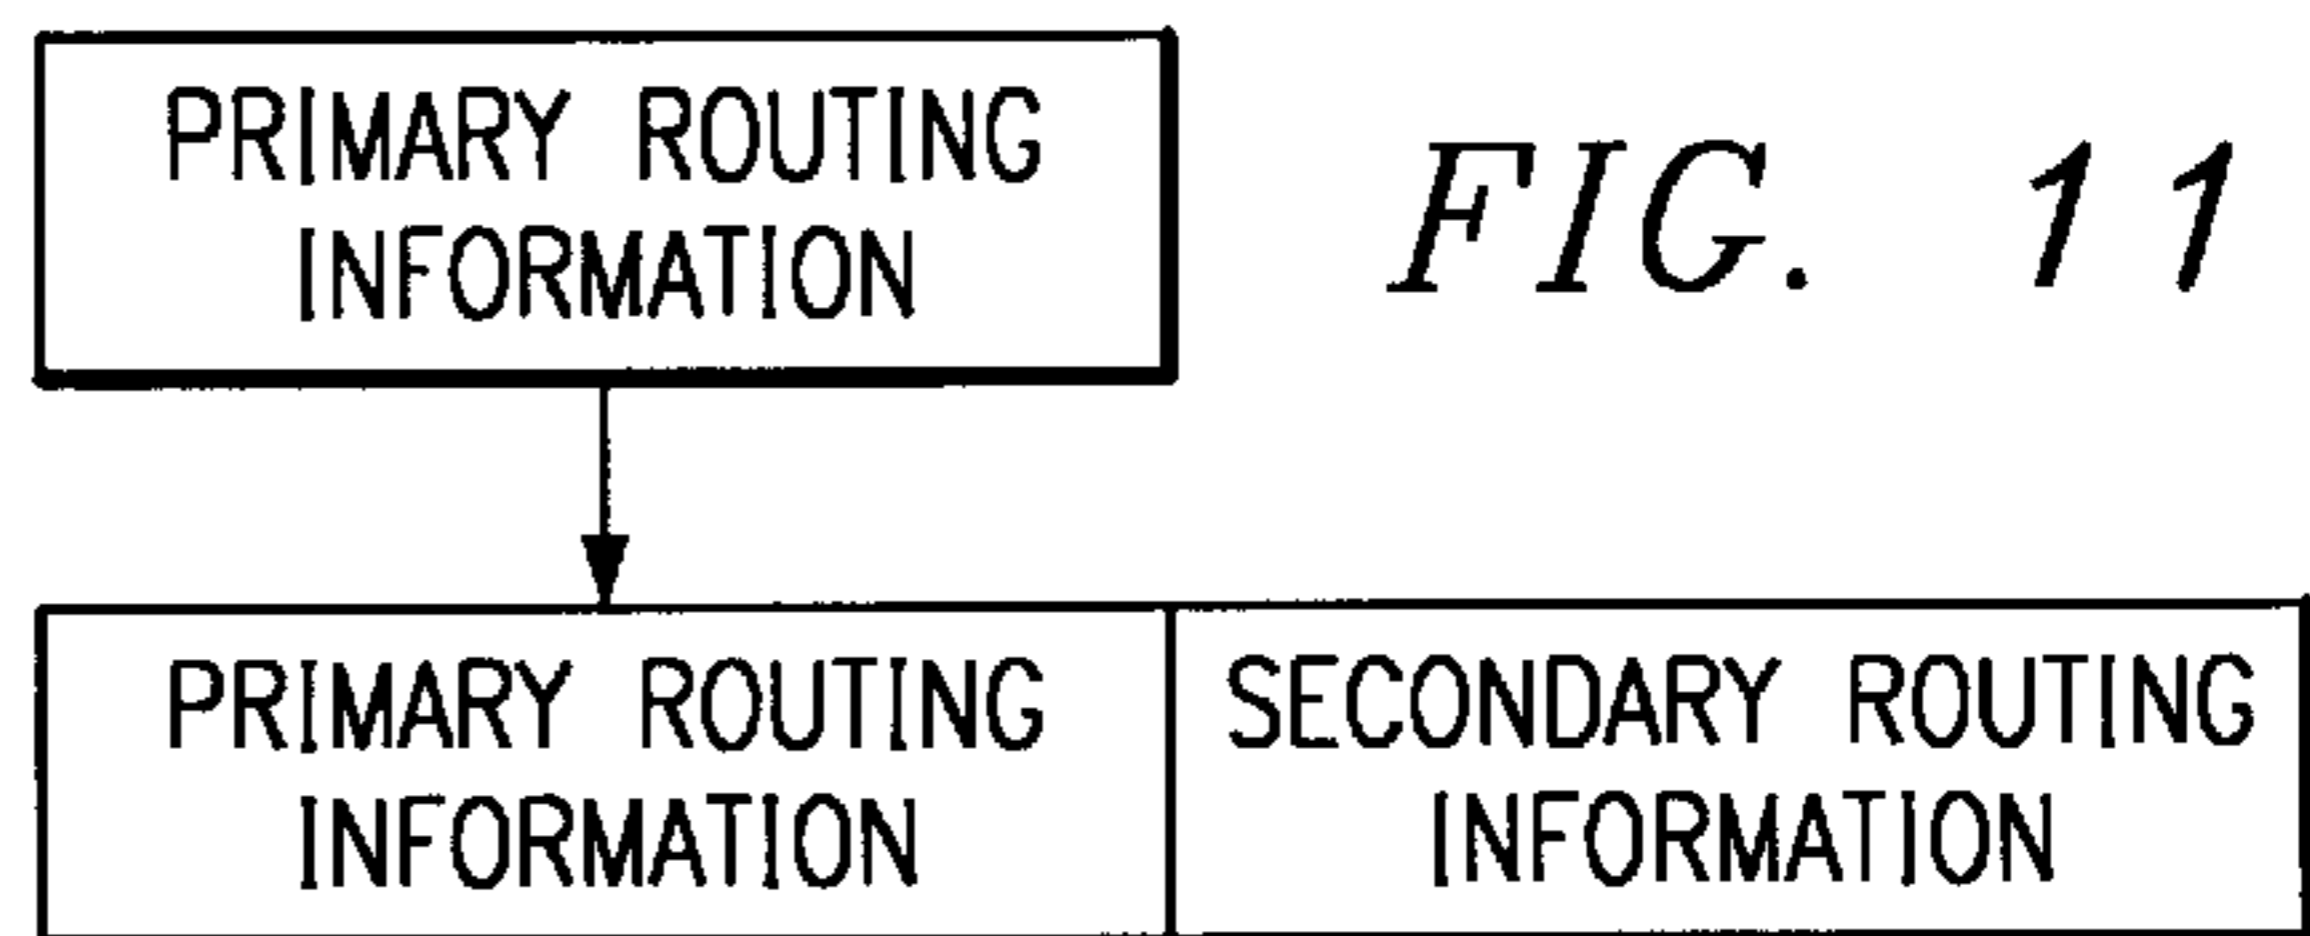 PRIMARY ROUTING
INFORMATION
FIG. 11
PRIMARY ROUTING
INFORMATION
SECONDARY ROUTING
INFORMATION